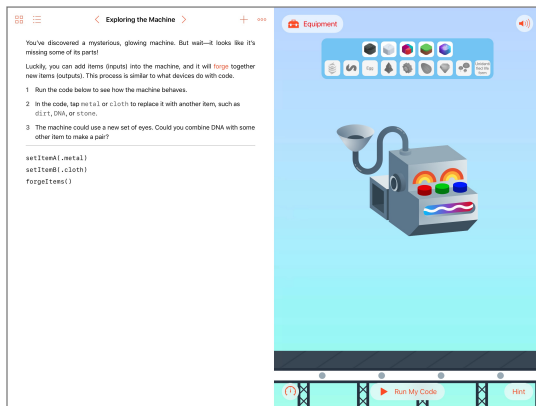 Exploring the Machine
You've discovered a mysterious, glowing machine. But wait—it looks like it's
missing some of its parts!
Luckily, you can add items (inputs) into the machine, and it will forge together
new items (outputs). This process is similar to what devices do with code.
1 Run the code below to see how the machine behaves.
2 In the code, tap metal or cloth to replace it with another item, such as
dirt, DNA, or stone.
3 The machine could use a new set of eyes. Could you combine DNA with some
other item to make a pair?
setItemA(.metal)
setItemB(.cloth)
forgeItems()
Equipment
Run My Code
Hint